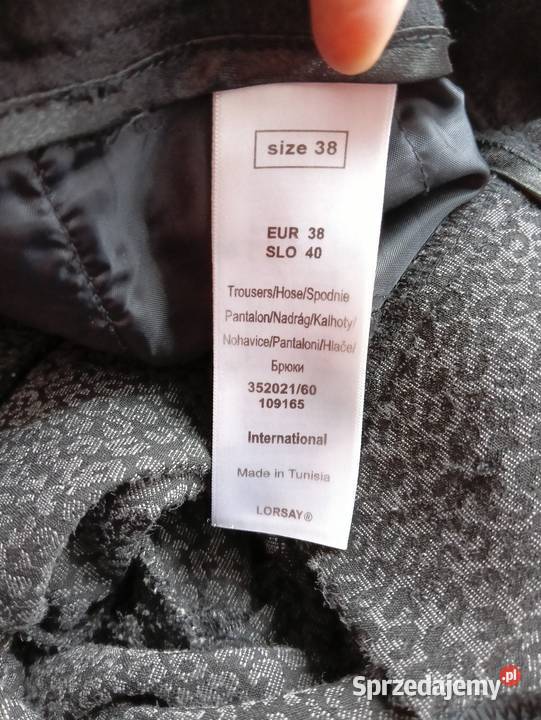 size 38
EUR 38
SLO 40
Trousers/Hose/Spodnie
Pantalon/Nadrág/Kalhoty/
Nohavice/Pantaloni/Hlače/
Брюки
352021/60
109165
International
Made in Tunisia
LORSAY®
Sprzedajemy.pl